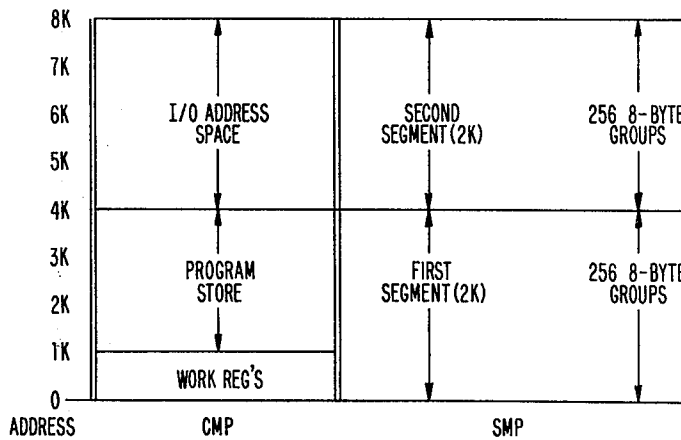 8K
7K
6K
5K
4K
3K
2K
1K
0
I/O ADDRESS
SPACE
SECOND
SEGMENT(2K)
256 8-BYTE
GROUPS
PROGRAM
STORE
FIRST
SEGMENT(2K)
256 8-BYTE
GROUPS
WORK REG'S
ADDRESS CMP SMP